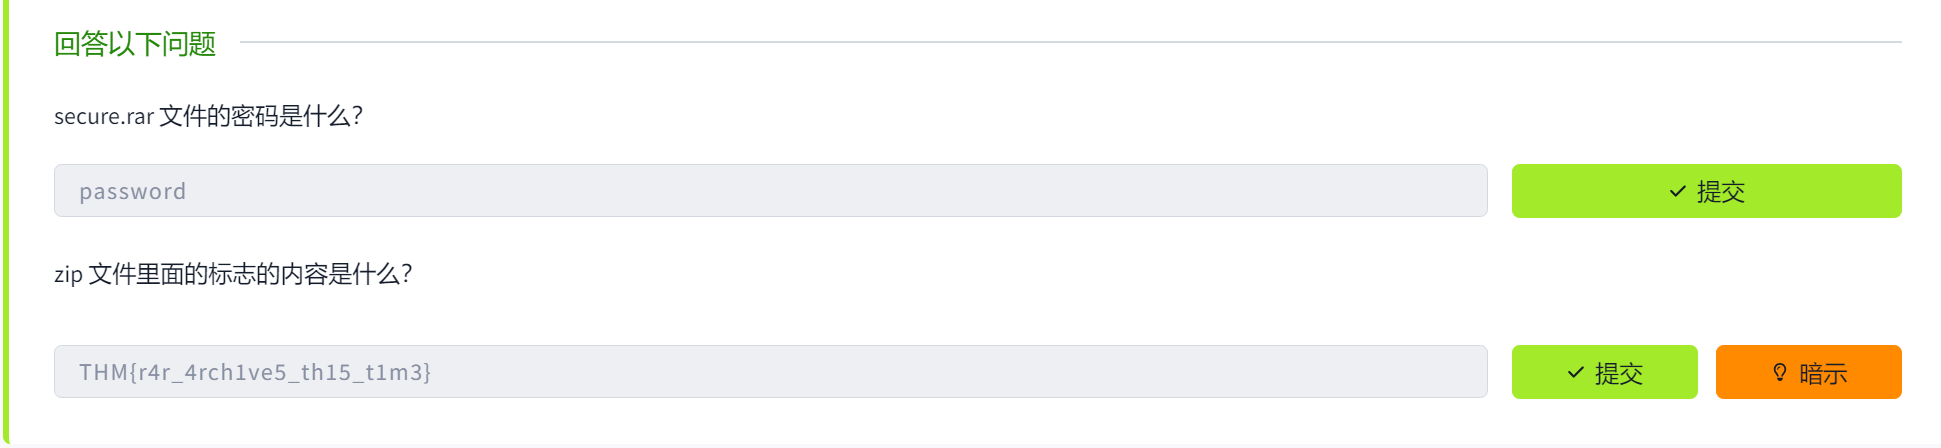 回答以下问题
secure.rar 文件的密码是什么？
password
提交
zip 文件里面的标志的内容是什么？
THM{r4r_4rch1ve5_th15_t1m3}
提交
暗示